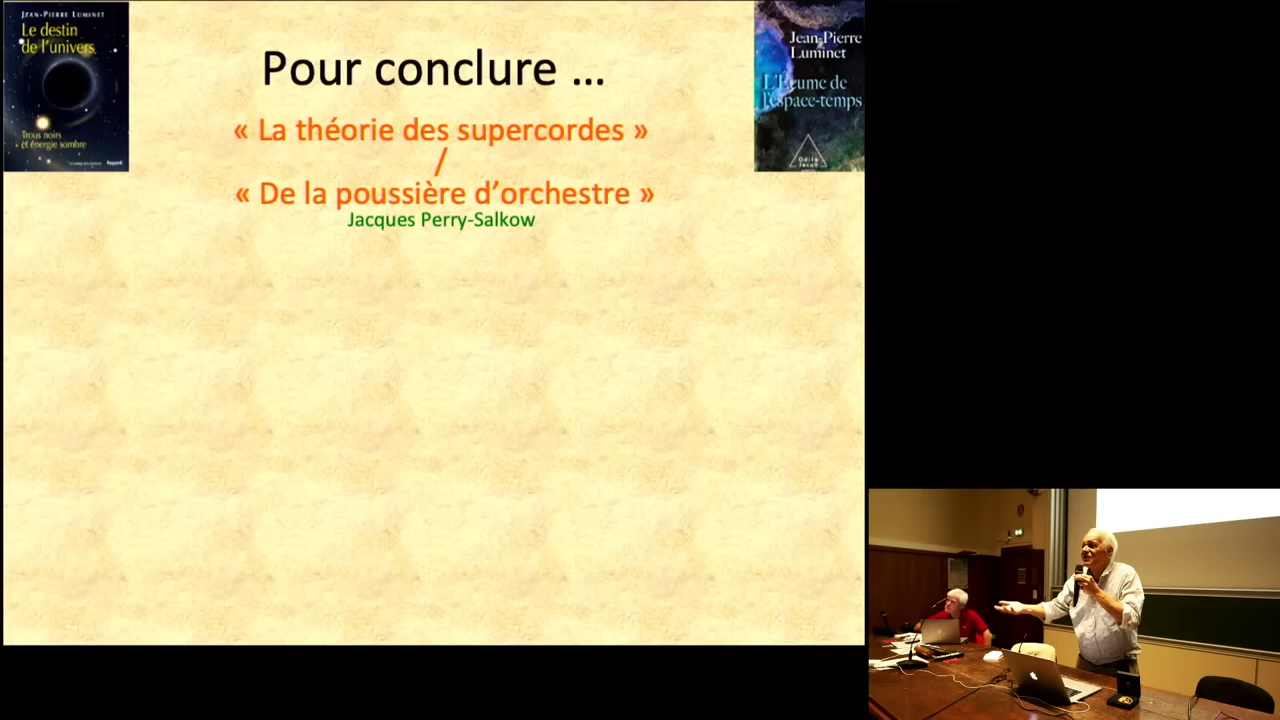 Jean-Pierre Luminet
Le destin
de l'univers
Trous noirs
et énergie sombre
Fayard
Pour conclure ...
« La théorie des supercordes »
/
« De la poussière d'orchestre »
Jacques Perry-Salkow
Jean-Pierre
Luminet
L'Écume de
l'espace-temps
Odile
Jacob